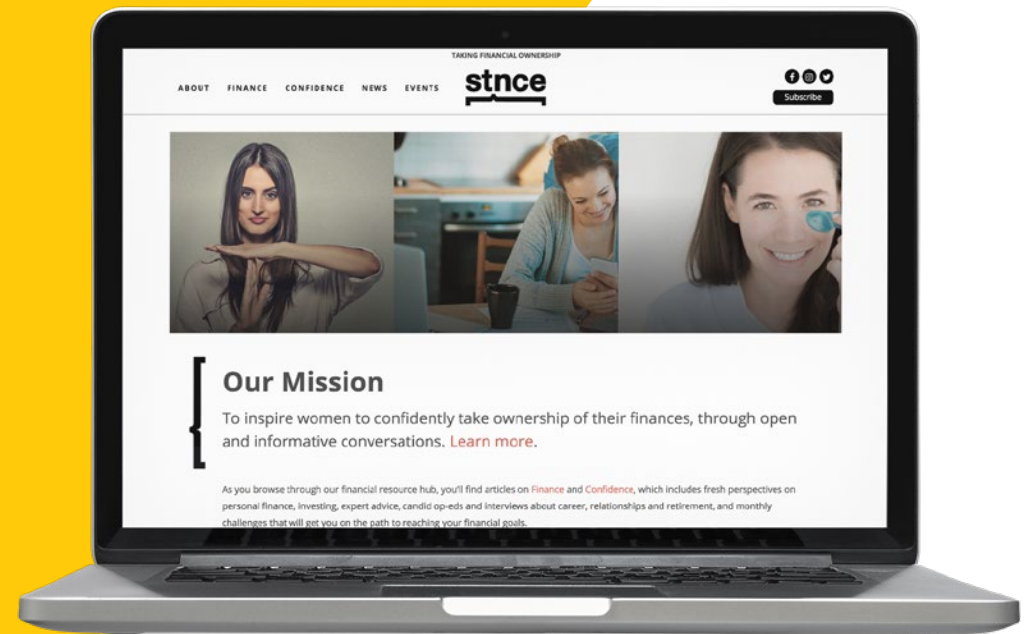 TAKING FINANCIAL OWNERSHIP
ABOUT FINANCE CONFIDENCE NEWS EVENTS
stnce
Subscribe
Our Mission
To inspire women to confidently take ownership of their finances, through open
and informative conversations. Learn more.
As you browse through our financial resource hub, you'll find articles on Finance and Confidence, which includes fresh perspectives on
personal finance, investing, expert advice, candid op-eds and interviews about career, relationships and retirement, and monthly
challenges that will get you on the path to reaching your financial goals.